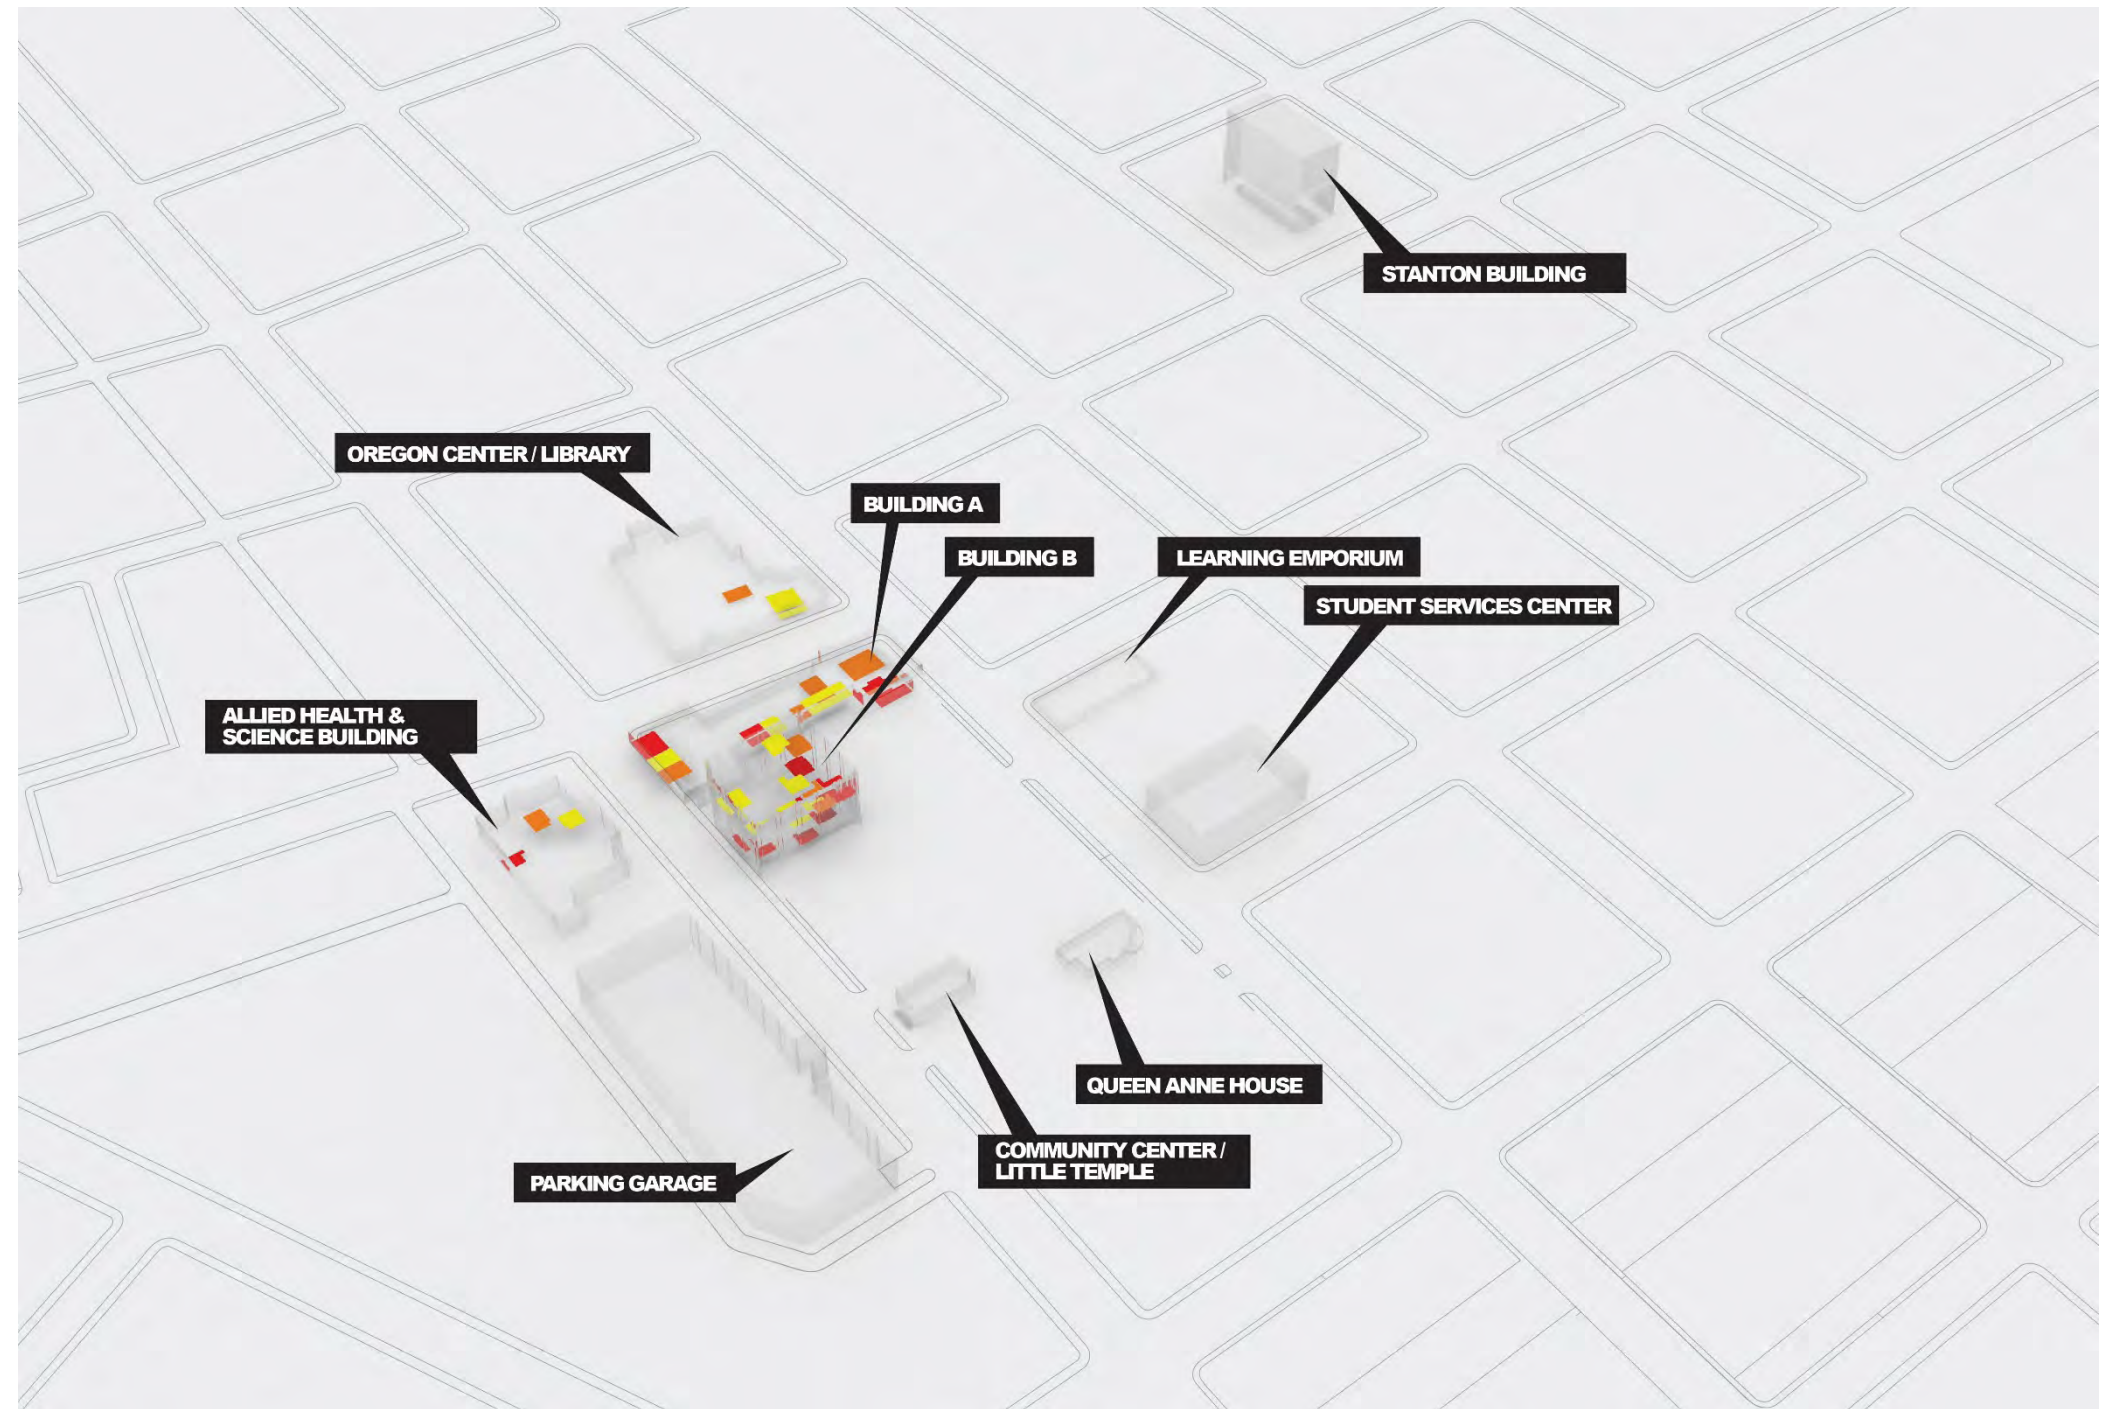 STANTON BUILDING
OREGON CENTER / LIBRARY
BUILDING A
BUILDING B
LEARNING EMPORIUM
STUDENT SERVICES CENTER
ALLIED HEALTH &
SCIENCE BUILDING
QUEEN ANNE HOUSE
COMMUNITY CENTER /
LITTLE TEMPLE
PARKING GARAGE